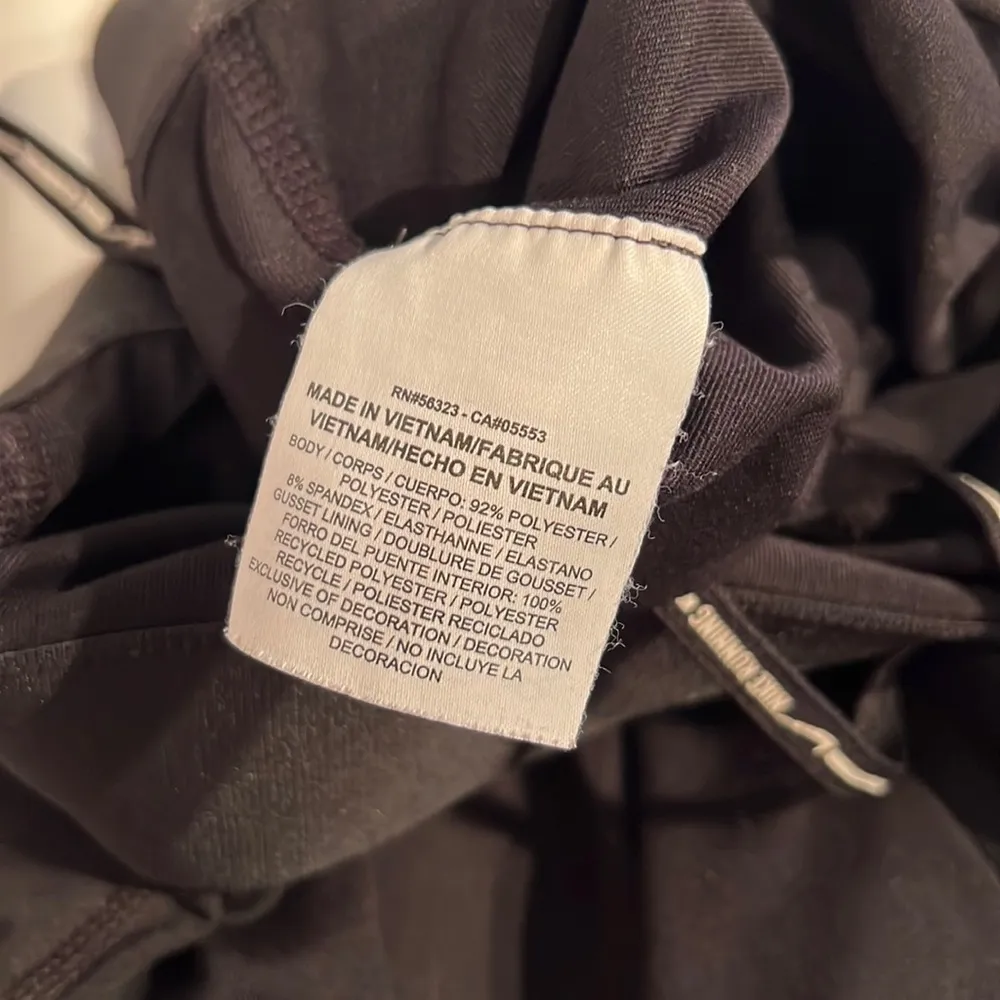 RN#56323 - CA#05553
MADE IN VIETNAM/FABRIQUE AU
VIETNAM/HECHO EN VIETNAM
BODY / CORPS / CUERPO: 92% POLYESTER /
POLYESTER / POLIESTER
8% SPANDEX / ELASTHANNE / ELASTANO
GUSSET LINING / DOUBLURE DE GOUSSET /
FORRO DEL PUENTE INTERIOR: 100%
RECYCLED POLYESTER / POLYESTER
RECYCLE / POLIESTER RECICLADO
EXCLUSIVE OF DECORATION / DECORATION
NON COMPRISE / NO INCLUYE LA
DECORACION
NIKE RUNNING